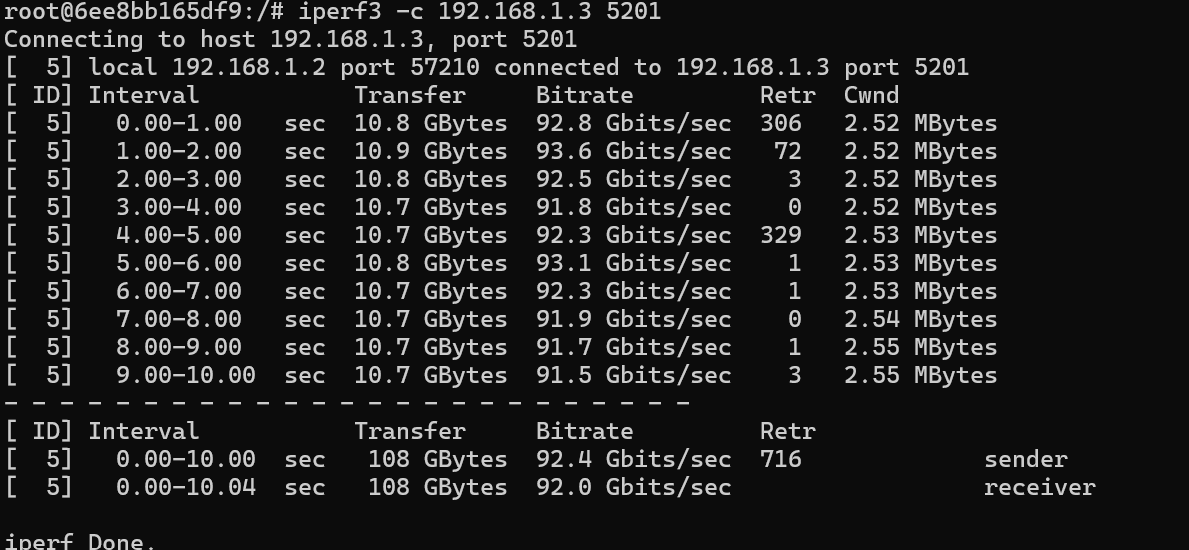 root@6ee8bb165df9:/# iperf3 -c 192.168.1.3 5201
Connecting to host 192.168.1.3, port 5201
[  5] local 192.168.1.2 port 57210 connected to 192.168.1.3 port 5201
[ ID] Interval           Transfer     Bitrate         Retr  Cwnd
[  5]   0.00-1.00   sec  10.8 GBytes  92.8 Gbits/sec  306   2.52 MBytes
[  5]   1.00-2.00   sec  10.9 GBytes  93.6 Gbits/sec   72   2.52 MBytes
[  5]   2.00-3.00   sec  10.8 GBytes  92.5 Gbits/sec    3   2.52 MBytes
[  5]   3.00-4.00   sec  10.7 GBytes  91.8 Gbits/sec    0   2.52 MBytes
[  5]   4.00-5.00   sec  10.7 GBytes  92.3 Gbits/sec  329   2.53 MBytes
[  5]   5.00-6.00   sec  10.8 GBytes  93.1 Gbits/sec    1   2.53 MBytes
[  5]   6.00-7.00   sec  10.7 GBytes  92.3 Gbits/sec    1   2.53 MBytes
[  5]   7.00-8.00   sec  10.7 GBytes  91.9 Gbits/sec    0   2.54 MBytes
[  5]   8.00-9.00   sec  10.7 GBytes  91.7 Gbits/sec    1   2.55 MBytes
[  5]   9.00-10.00  sec  10.7 GBytes  91.5 Gbits/sec    3   2.55 MBytes
- - - - - - - - - - - - - - - - - - - - - - - - -
[ ID] Interval           Transfer     Bitrate         Retr
[  5]   0.00-10.00  sec   108 GBytes  92.4 Gbits/sec  716             sender
[  5]   0.00-10.04  sec   108 GBytes  92.0 Gbits/sec                  receiver
iperf Done.